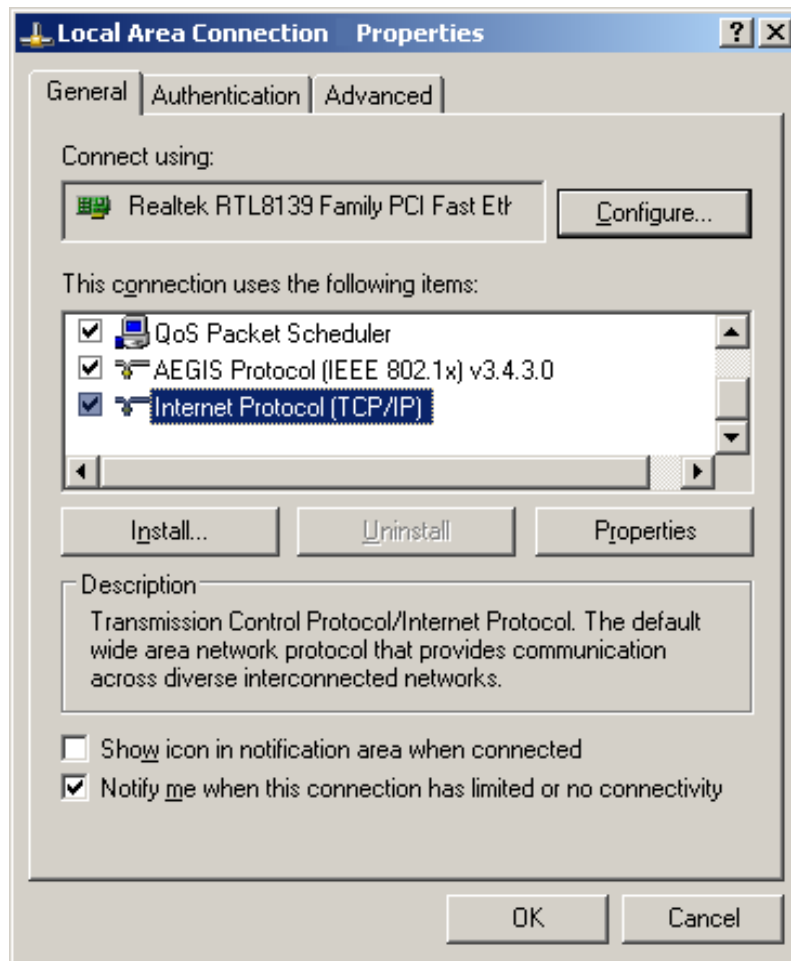 Local Area Connection Properties
General Authentication Advanced
Connect using:
Realtek RTL8139 Family PCI Fast Eth
Configure...
This connection uses the following items:
QoS Packet Scheduler
AEGIS Protocol (IEEE 802.1x) v3.4.3.0
Internet Protocol (TCP/IP)
Install... Uninstall Properties
Description
Transmission Control Protocol/Internet Protocol. The default
wide area network protocol that provides communication
across diverse interconnected networks.
Show icon in notification area when connected
Notify me when this connection has limited or no connectivity
OK Cancel